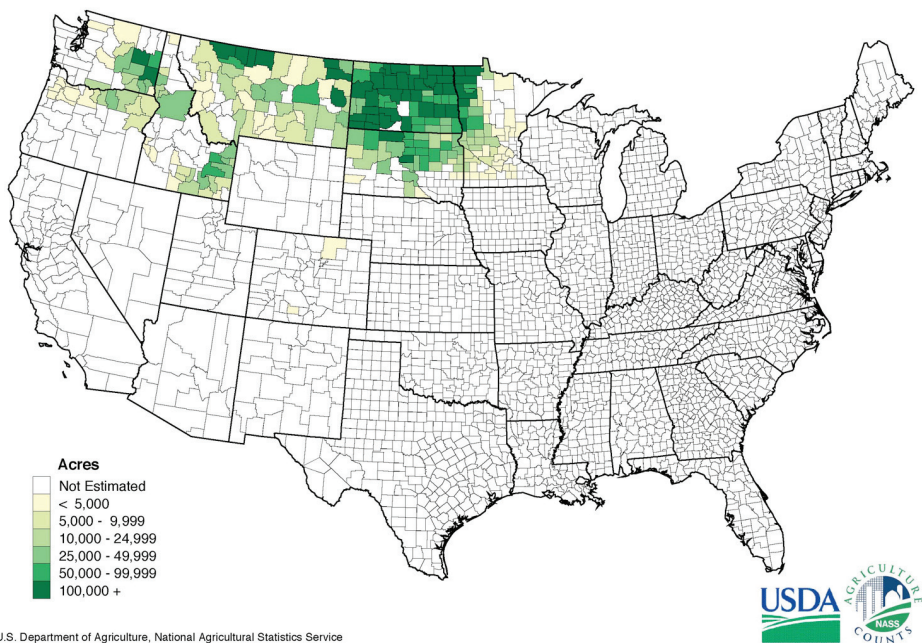 Acres
Not Estimated
< 5,000
5,000 - 9,999
10,000 - 24,999
25,000 - 49,999
50,000 - 99,999
100,000 +
U.S. Department of Agriculture, National Agricultural Statistics Service
USDA
AGRICULTURE
NASS
COUNTS